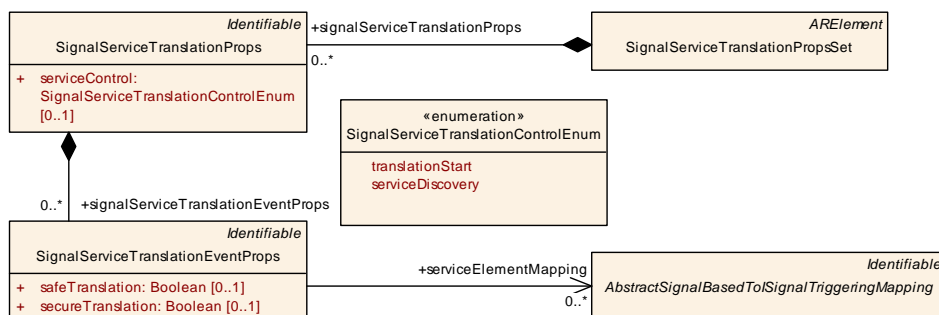 Identifiable
SignalServiceTranslationProps
+ serviceControl:
SignalServiceTranslationControlEnum
[0..1]
+signalServiceTranslationProps
0..*
ARElement
SignalServiceTranslationPropsSet
«enumeration»
SignalServiceTranslationControlEnum
translationStart
serviceDiscovery
0..*
+signalServiceTranslationEventProps
Identifiable
SignalServiceTranslationEventProps
+ safeTranslation: Boolean [0..1]
+ secureTranslation: Boolean [0..1]
+serviceElementMapping
0..*
Identifiable
AbstractSignalBasedToISignalTriggeringMapping